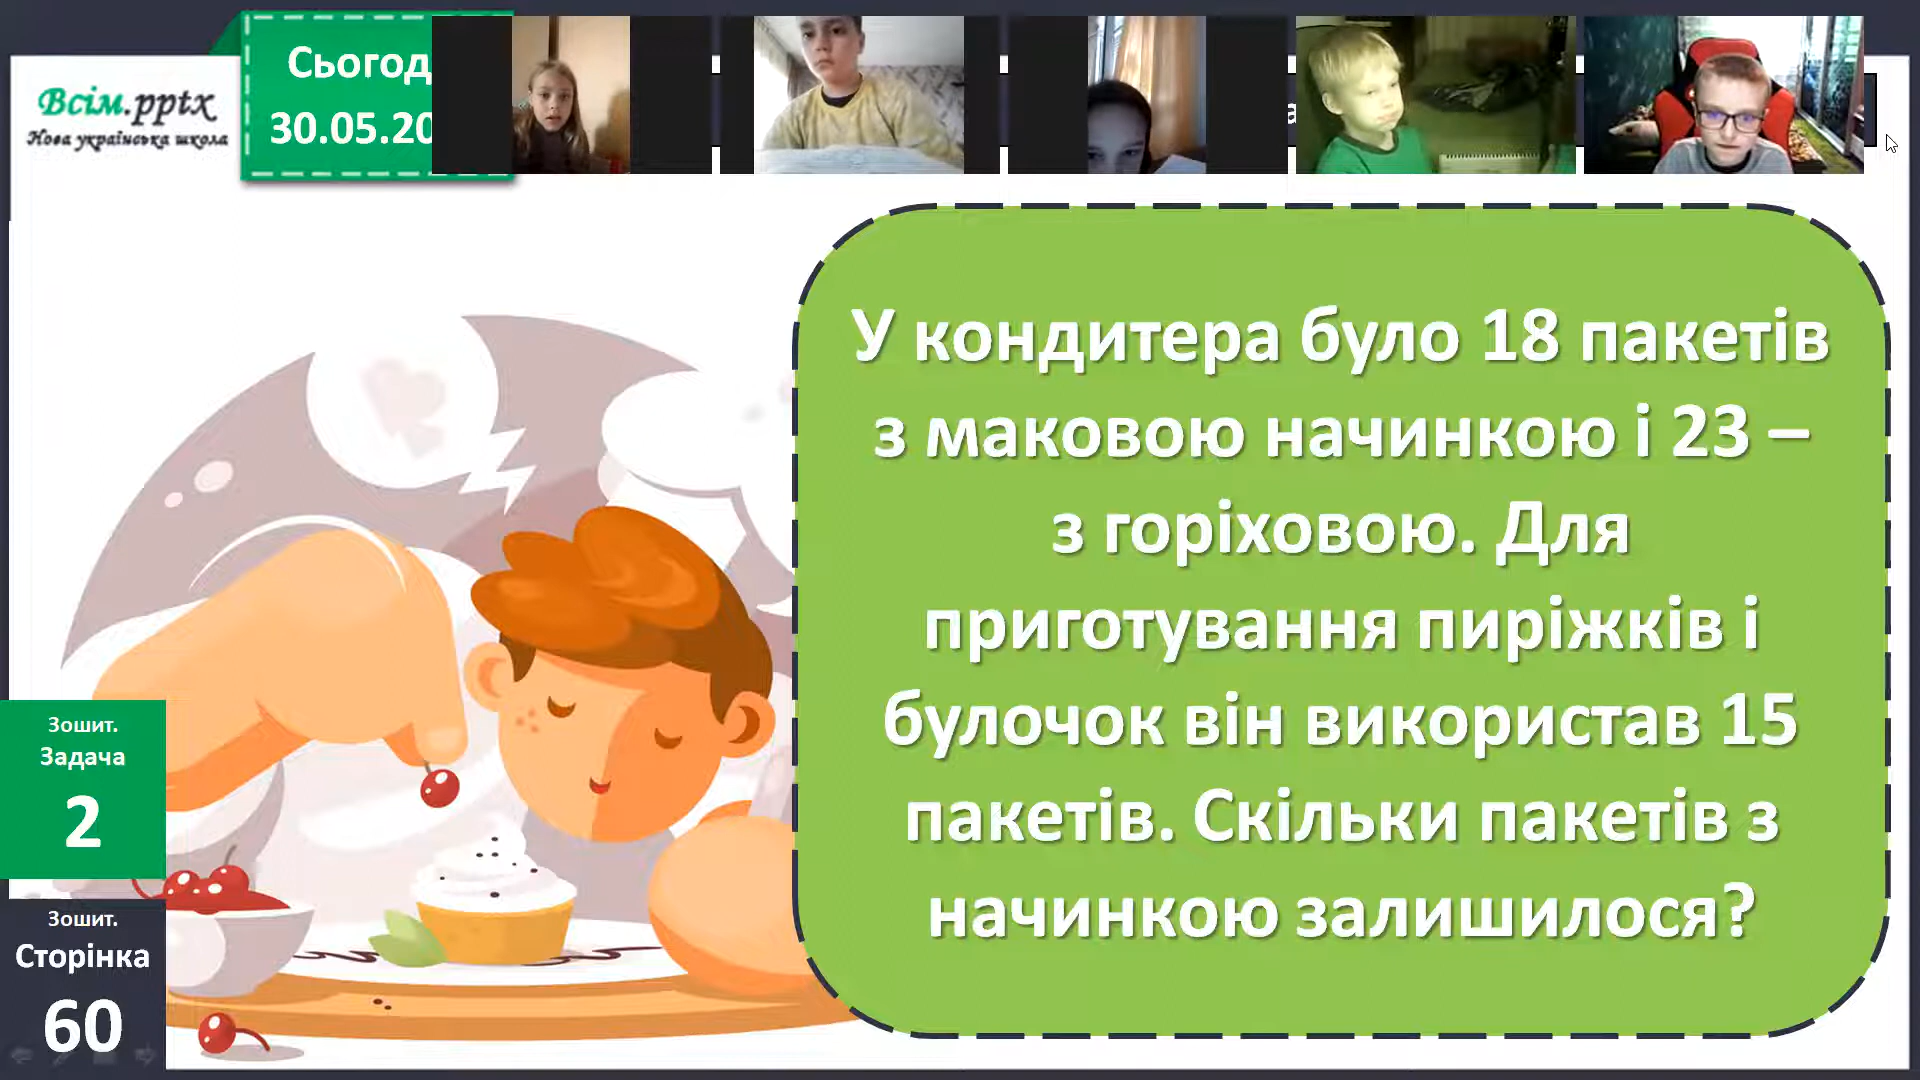 Всім.pptx
Нова українська школа
Сьогод
30.05.20
У кондитера було 18 пакетів
з маковою начинкою і 23 –
з горіховою. Для
приготування пиріжків і
булочок він використав 15
пакетів. Скільки пакетів з
начинкою залишилося?
Зошит.
Задача
2
Зошит.
Сторінка
60